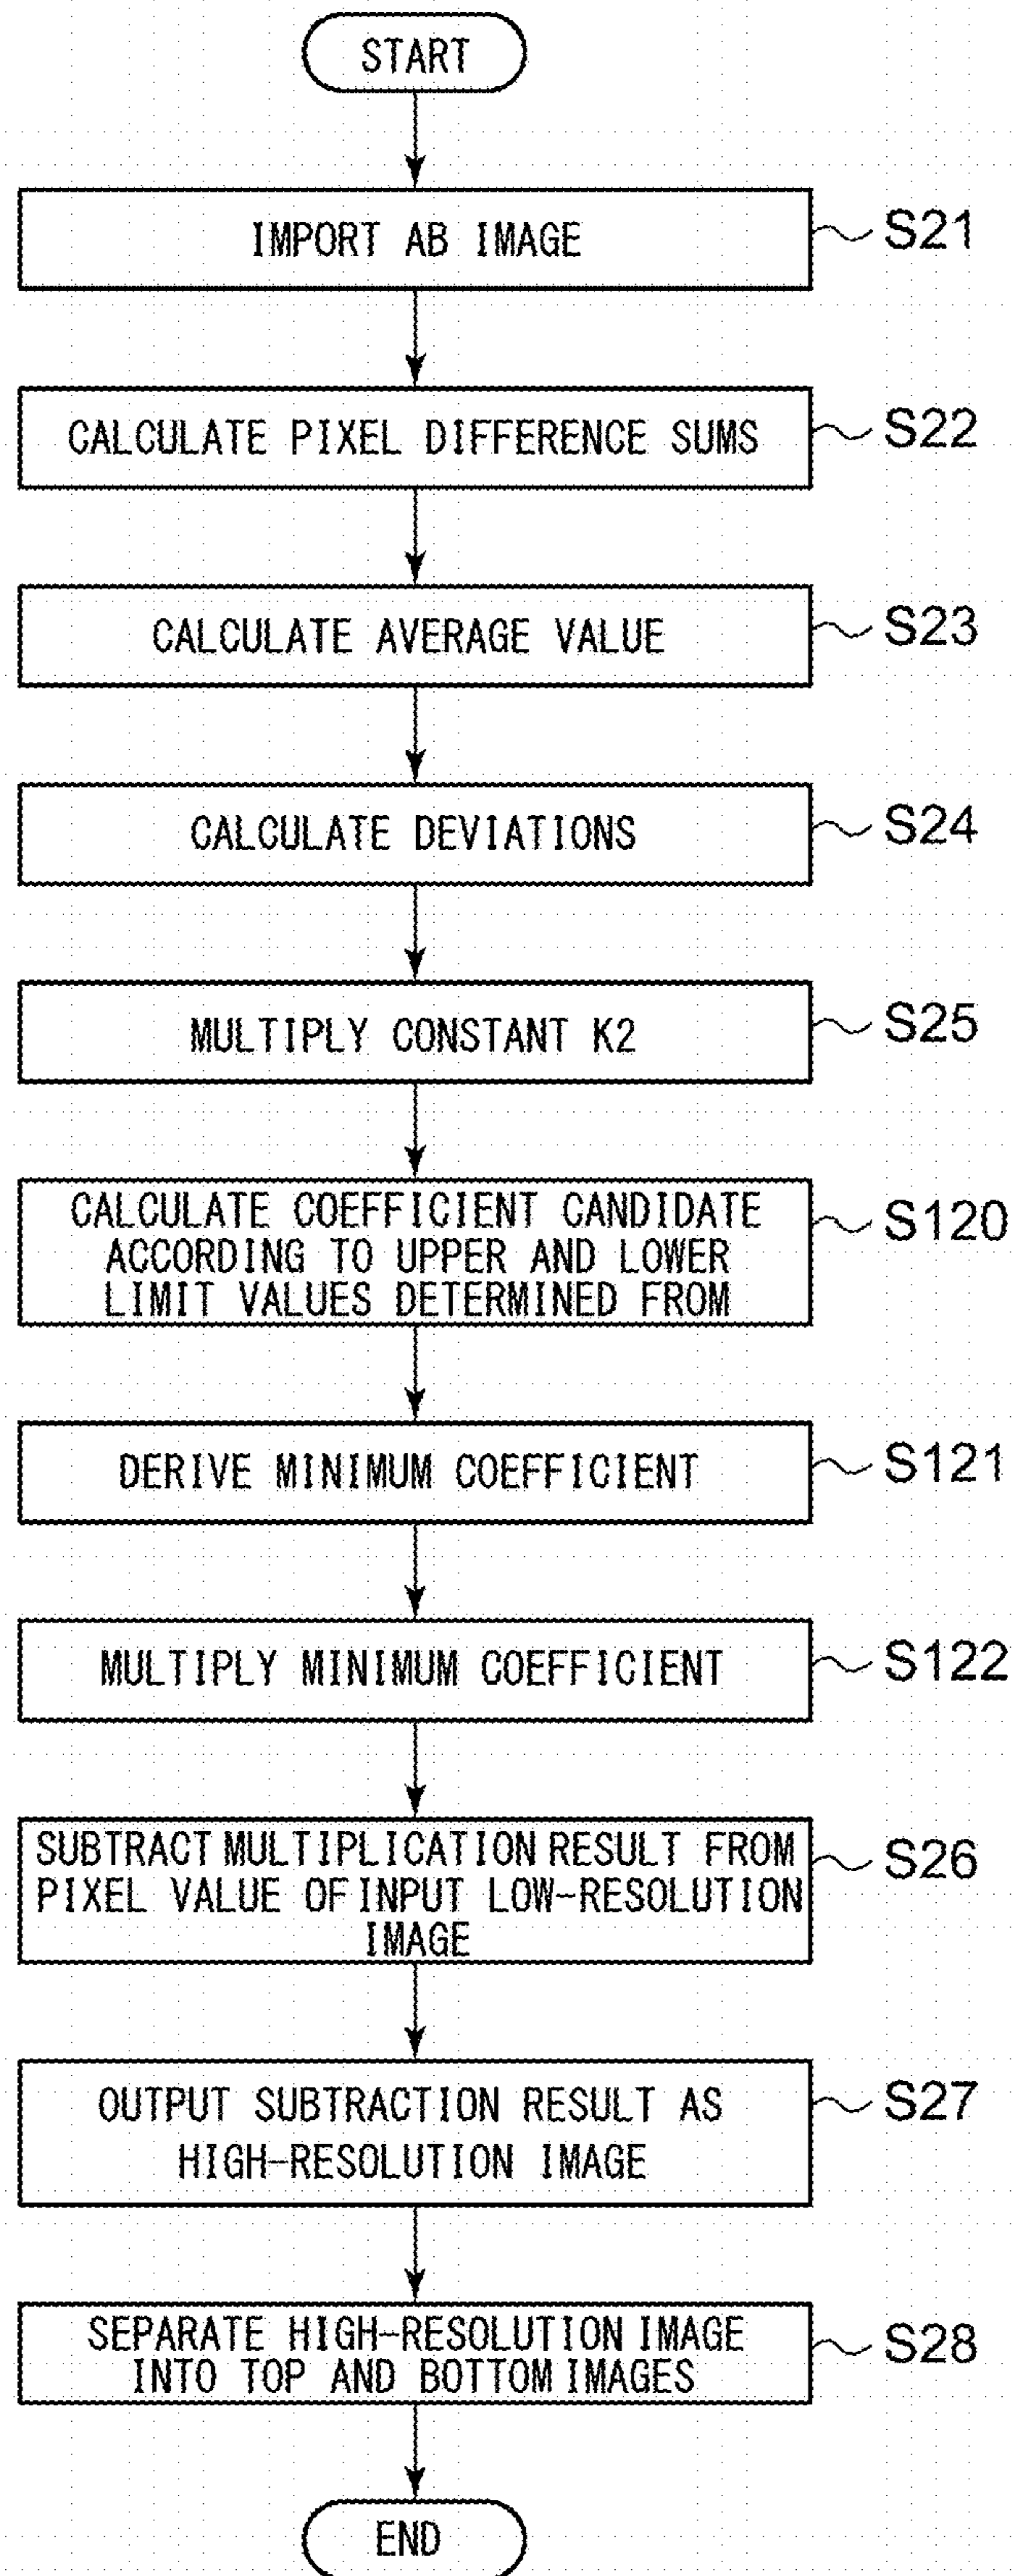 START
IMPORT AB IMAGE
S21
CALCULATE PIXEL DIFFERENCE SUMS
S22
CALCULATE AVERAGE VALUE
S23
CALCULATE DEVIATIONS
S24
MULTIPLY CONSTANT K2
S25
CALCULATE COEFFICIENT CANDIDATE
ACCORDING TO UPPER AND LOWER
LIMIT VALUES DETERMINED FROM
S120
DERIVE MINIMUM COEFFICIENT
S121
MULTIPLY MINIMUM COEFFICIENT
S122
SUBTRACT MULTIPLICATION RESULT FROM
PIXEL VALUE OF INPUT LOW-RESOLUTION
IMAGE
S26
OUTPUT SUBTRACTION RESULT AS
HIGH-RESOLUTION IMAGE
S27
SEPARATE HIGH-RESOLUTION IMAGE
INTO TOP AND BOTTOM IMAGES
S28
END